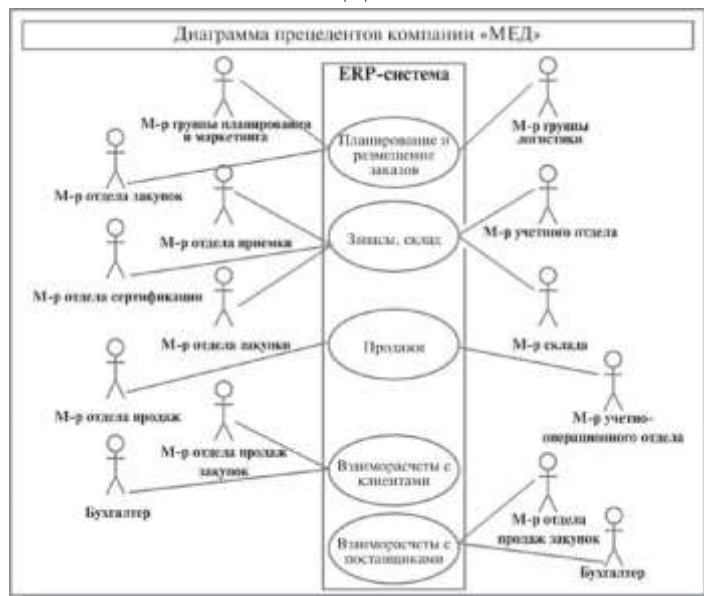 Диаграмма прецедентов компании «МЕД»
ERP-система
М-р группы планирования
и маркетинга
М-р группы
логистики
Планирование и
размещение
заказов
М-р отдела закупок
М-р отдела приемки
Запасы, склад
М-р учетного отдела
М-р отдела сертификации
М-р отдела закупки
Продажи
М-р склада
М-р отдела продаж
М-р учетно-
операционного отдела
М-р отдела продаж
закупок
Взаиморасчеты с
клиентами
Бухгалтер
М-р отдела
продаж закупок
Взаиморасчеты с
поставщиками
Бухгалтер